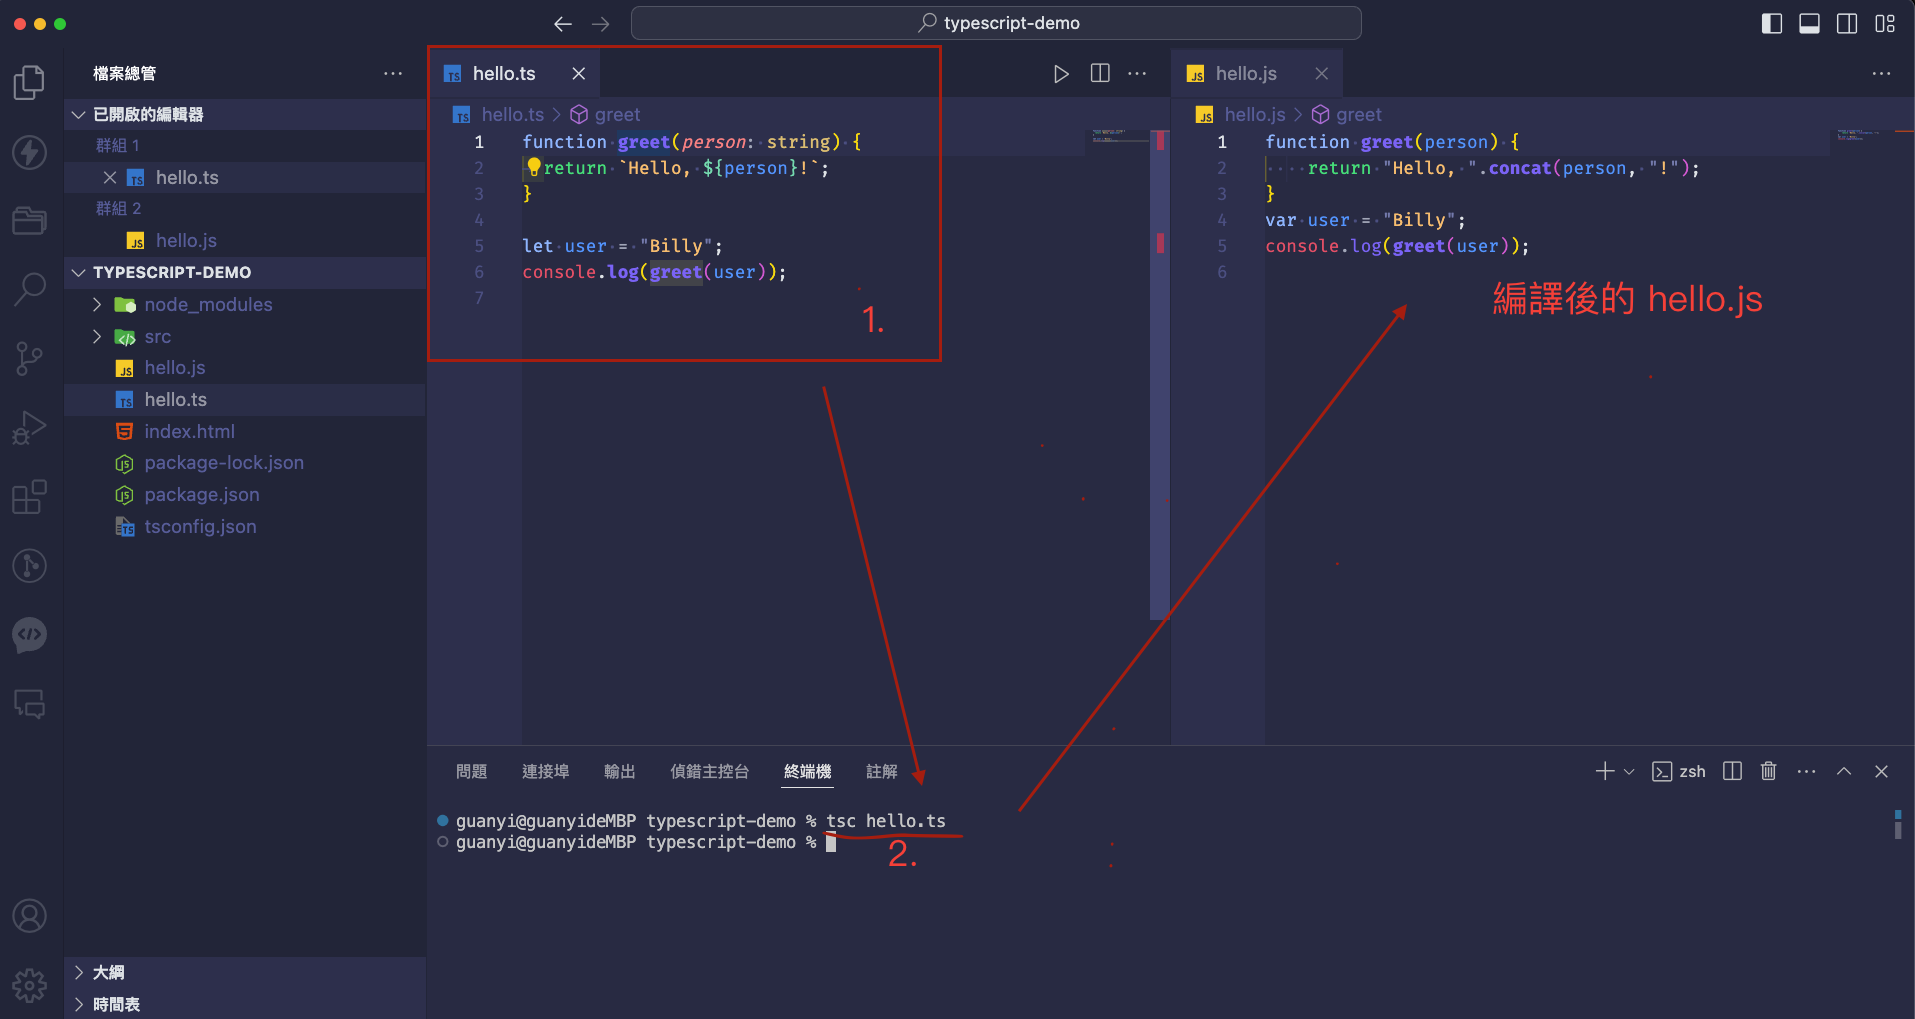 typescript-demo
檔案總管
已開啟的編輯器
群組 1
hello.ts
群組 2
hello.js
TYPESCRIPT-DEMO
node_modules
src
hello.js
hello.ts
index.html
package-lock.json
package.json
tsconfig.json
大綱
時間表
hello.ts
hello.ts > greet
1 function greet(person: string) {
2 return `Hello, ${person}!`;
3 }
4
5 let user = "Billy";
6 console.log(greet(user));
7
1.
hello.js
hello.js > greet
1 function greet(person) {
2 return "Hello, ".concat(person, "!");
3 }
4 var user = "Billy";
5 console.log(greet(user));
6
編譯後的 hello.js
問題 連接埠 輸出 偵錯主控台 終端機 註解
zsh
guanyi@guanyideMBP typescript-demo % tsc hello.ts
guanyi@guanyideMBP typescript-demo %
2.